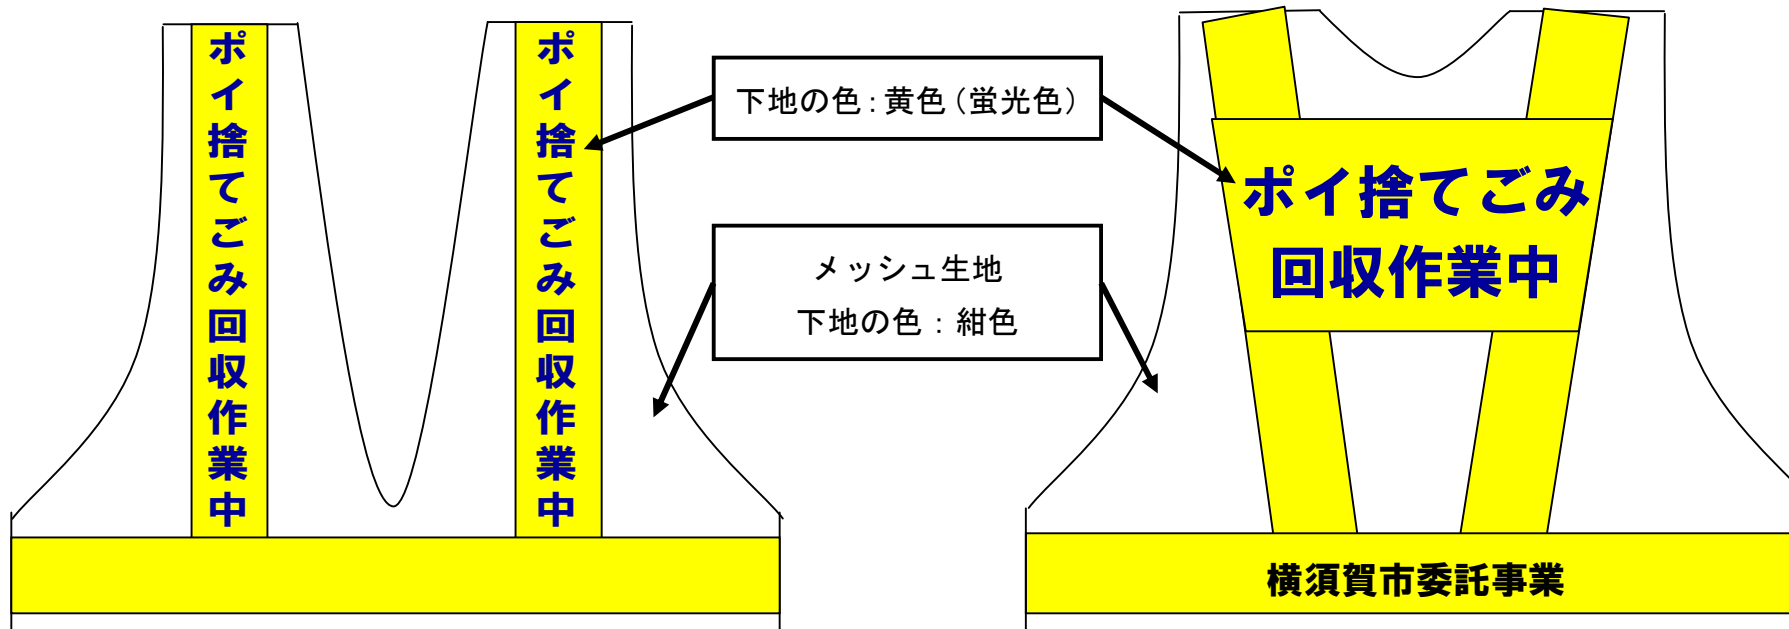 ポイ捨てごみ回収作業中
ポイ捨てごみ回収作業中
下地の色：黄色（蛍光色）
メッシュ生地
下地の色：紺色
ポイ捨てごみ
回収作業中
横須賀市委託事業